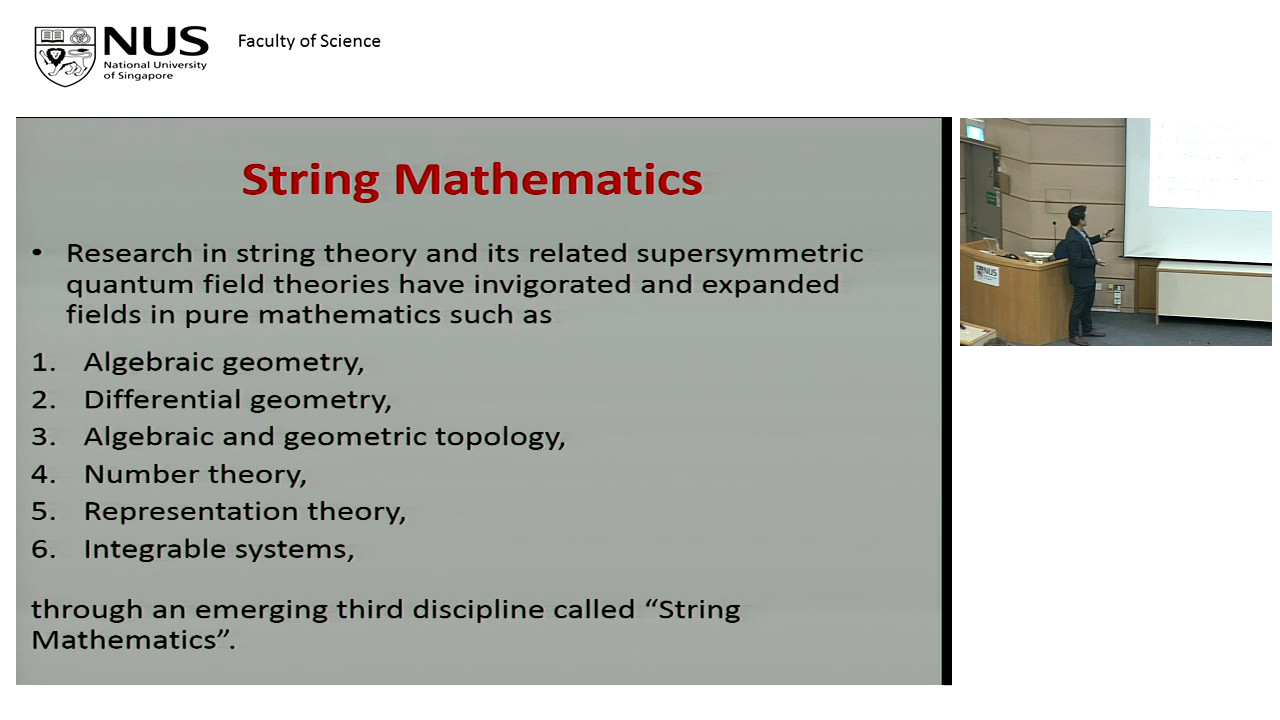 NUS
National University
of Singapore
Faculty of Science
String Mathematics
• Research in string theory and its related supersymmetric
quantum field theories have invigorated and expanded
fields in pure mathematics such as
1. Algebraic geometry,
2. Differential geometry,
3. Algebraic and geometric topology,
4. Number theory,
5. Representation theory,
6. Integrable systems,
through an emerging third discipline called “String
Mathematics”.
NUS